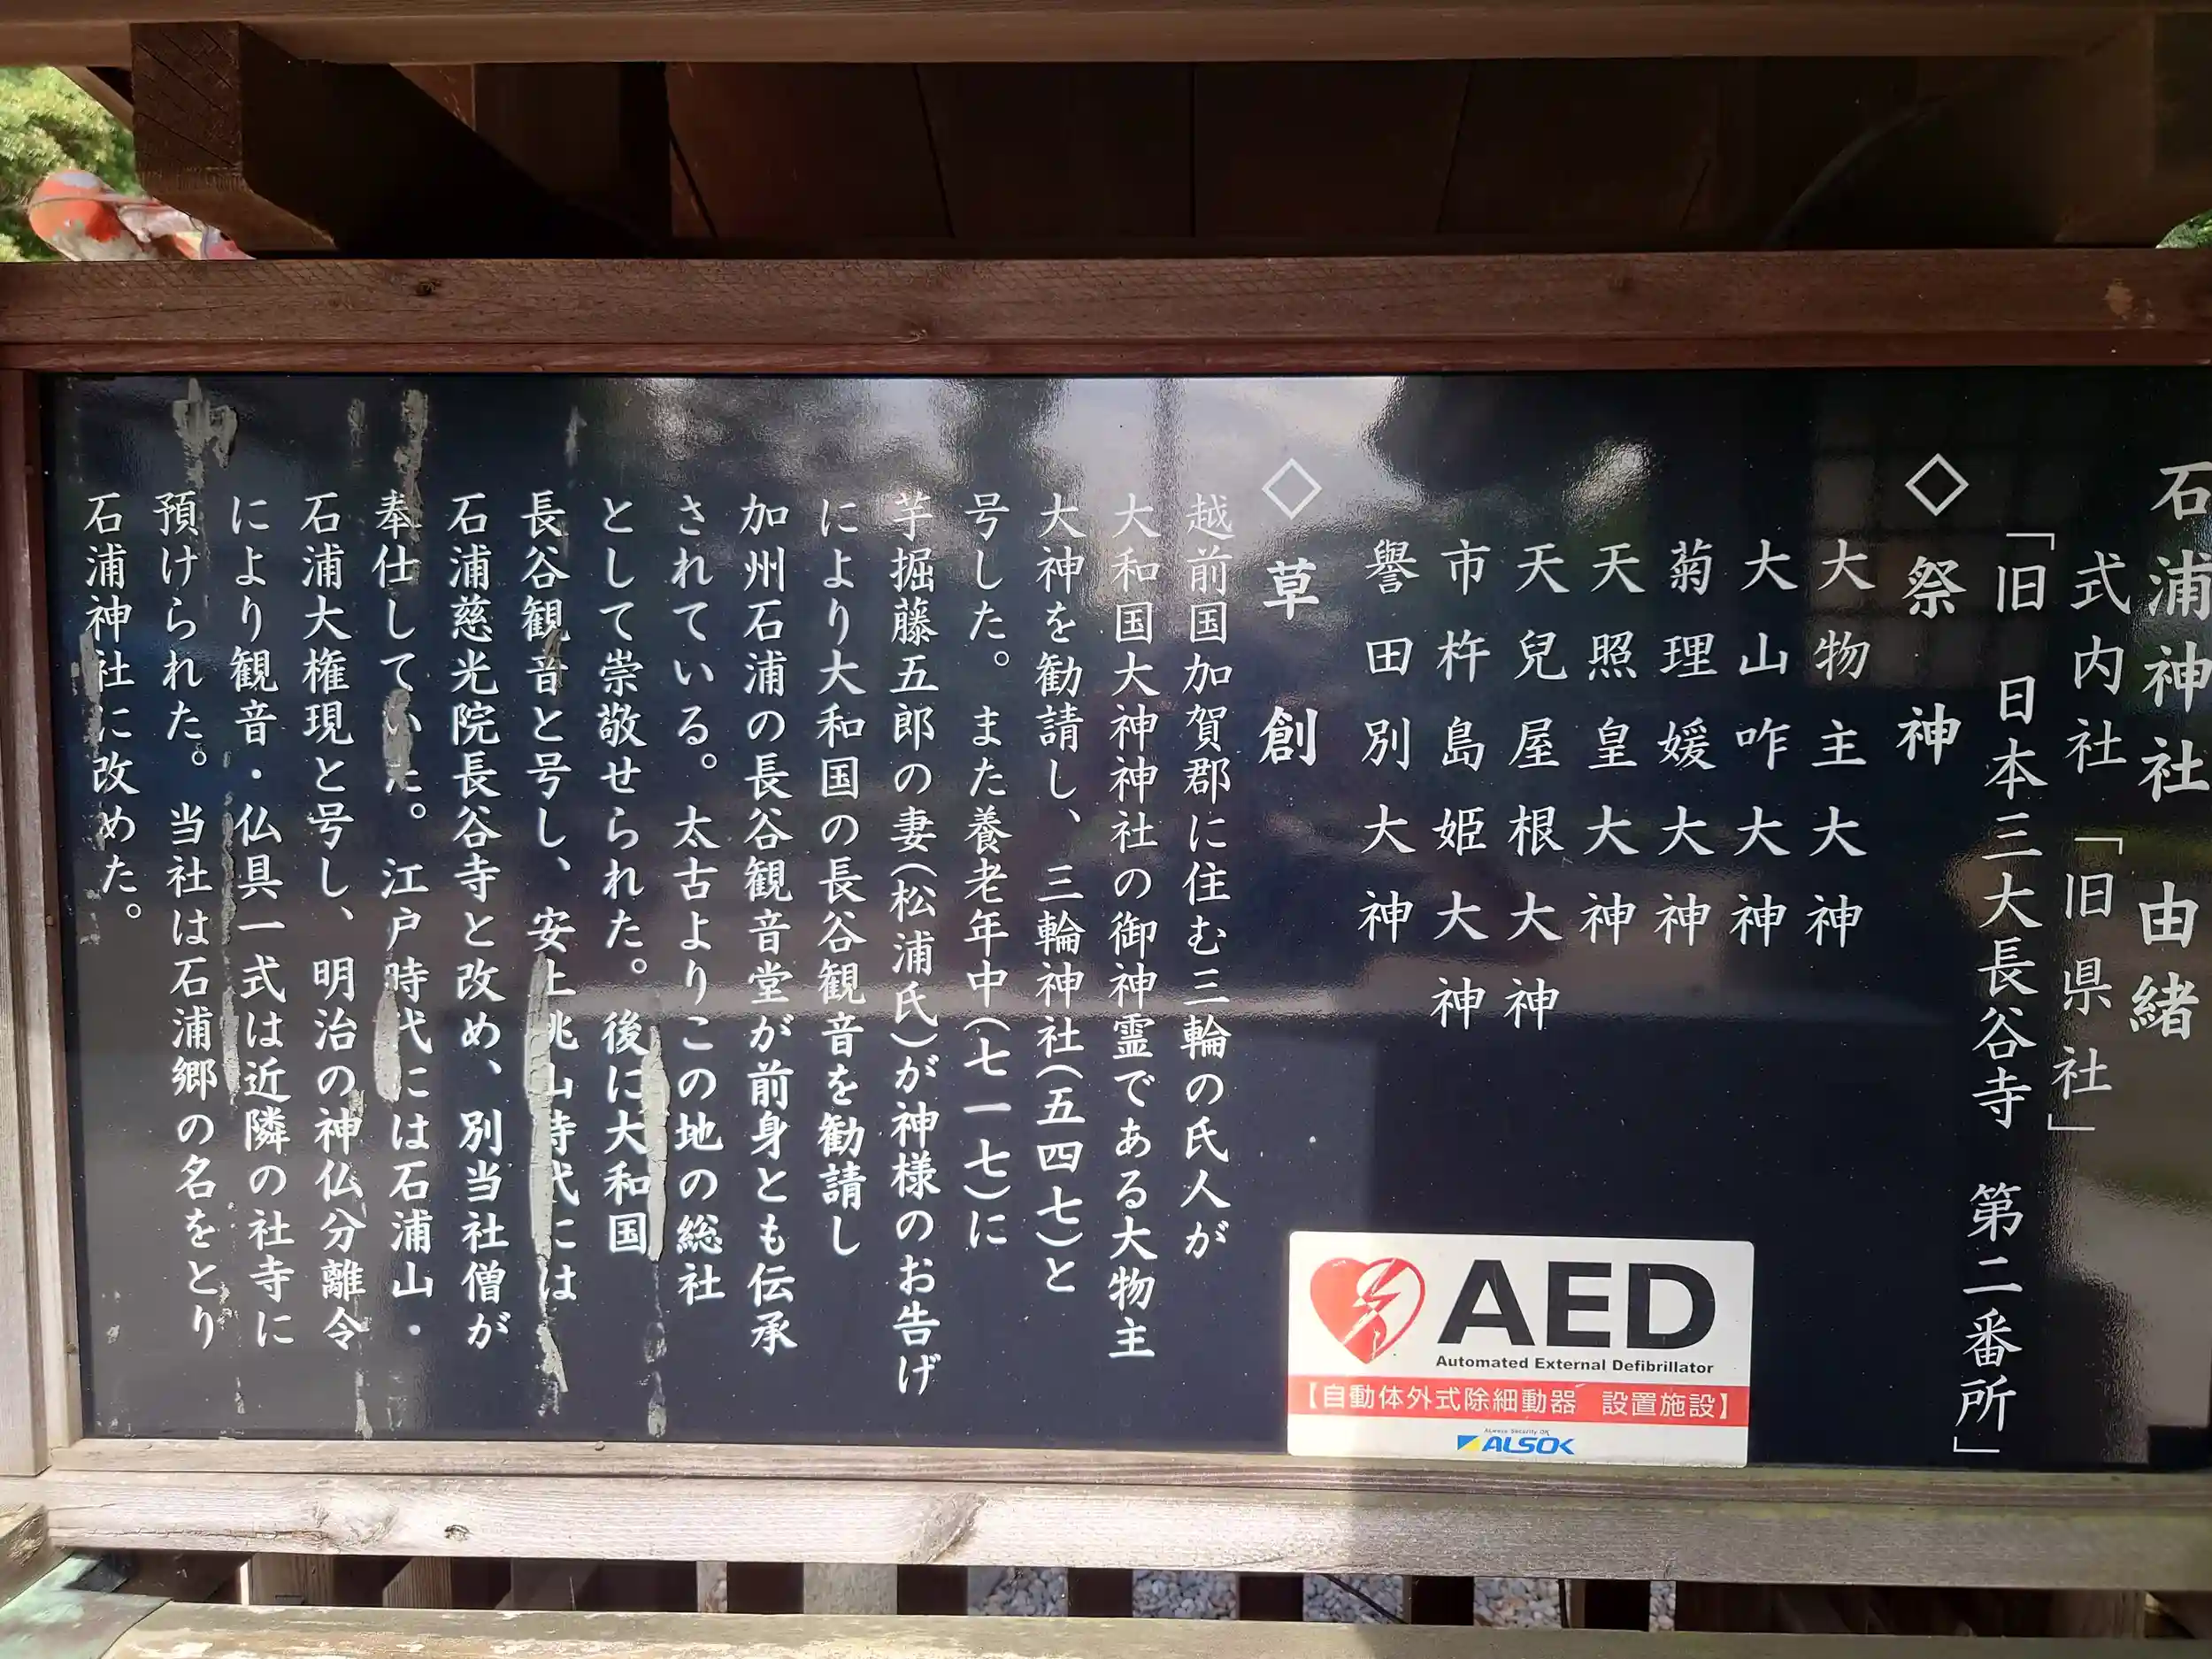 石浦神社 由緒
式内社「旧県社」
「旧 日本三大長谷寺 第二番所」
◇祭神
大物主大神
大山咋大神
菊理媛大神
天照皇大神
天兒屋根大神
市杵島姫大神
譽田別大神
◇草創
越前国加賀郡に住む三輪の氏人が
大和国大神神社の御神霊である大物主
大神を勧請し、三輪神社(五四七)と
号した。また養老年中(七一七)に
芋掘藤五郎の妻(松浦氏)が神様のお告げ
により大和国の長谷観音を勧請し
加州石浦の長谷観音堂が前身とも伝承
されている。太古よりこの地の総社
として崇敬せられた。後に大和国
長谷観音と号し、安土桃山時代には
石浦慈光院長谷寺と改め、別当社僧が
奉仕していた。江戸時代には石浦山・
石浦大権現と号し、明治の神仏分離令
により観音・仏具一式は近隣の社寺に
預けられた。当社は石浦郷の名をとり
石浦神社に改めた。
AED
Automated External Defibrillator
【自動体外式除細動器 設置施設】
Always Security OK
ALSOK